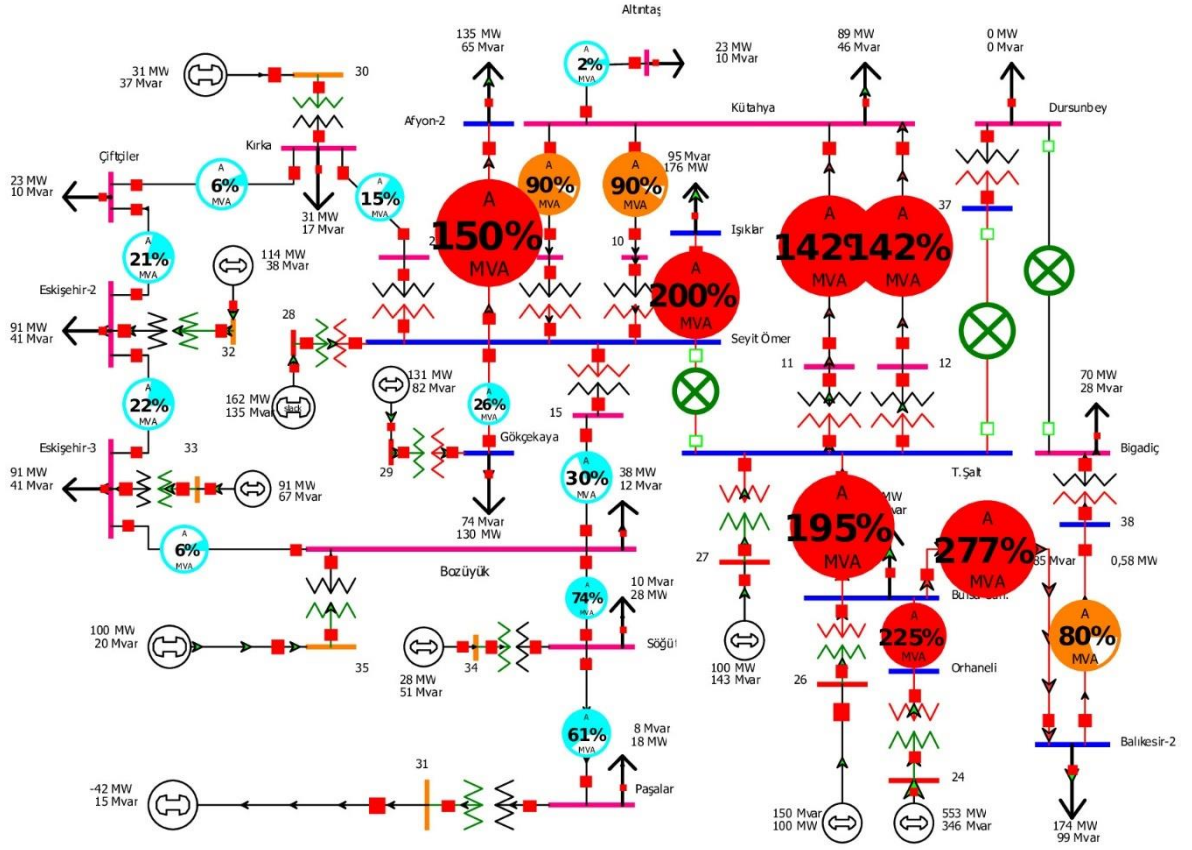 Altıntaş
135 MW
65 Mvar
A
2%
MVA
23 MW
10 Mvar
89 MW
46 Mvar
0 MW
0 Mvar
31 MW
37 Mvar
30
Afyon-2
Kütahya
Dursunbey
Kırka
Çiftçiler
A
6%
MVA
A
15%
MVA
A
90%
MVA
A
90%
MVA
95 Mvar
176 MW
23 MW
10 Mvar
31 MW
17 Mvar
A
150%
MVA
10
Işıklar
A
142%
MVA
A
142%
MVA
37
A
21%
MVA
114 MW
38 Mvar
A
200%
MVA
Eskişehir-2
91 MW
41 Mvar
32
28
Seyit Ömer
11
12
162 MW
135 Mvar
slack
131 MW
82 Mvar
A
26%
MVA
15
70 MW
28 Mvar
A
22%
MVA
Eskişehir-3
33
Gökçekaya
29
T.Şalt
Bigadiç
91 MW
41 Mvar
91 MW
67 Mvar
A
30%
MVA
38 MW
12 Mvar
74 Mvar
130 MW
A
195%
MVA
MW
A
277%
MVA
38
85 Mvar
0,58 MW
A
6%
MVA
Bozüyük
27
A
74%
MVA
10 Mvar
28 MW
A
225%
MVA
A
80%
MVA
100 MW
20 Mvar
35
28 MW
51 Mvar
34
Söğüt
100 MW
143 Mvar
26
Orhaneli
A
61%
MVA
8 Mvar
18 MW
Balıkesir-2
-42 MW
15 Mvar
31
Paşalar
24
150 Mvar
100 MW
553 MW
346 Mvar
174 MW
99 Mvar